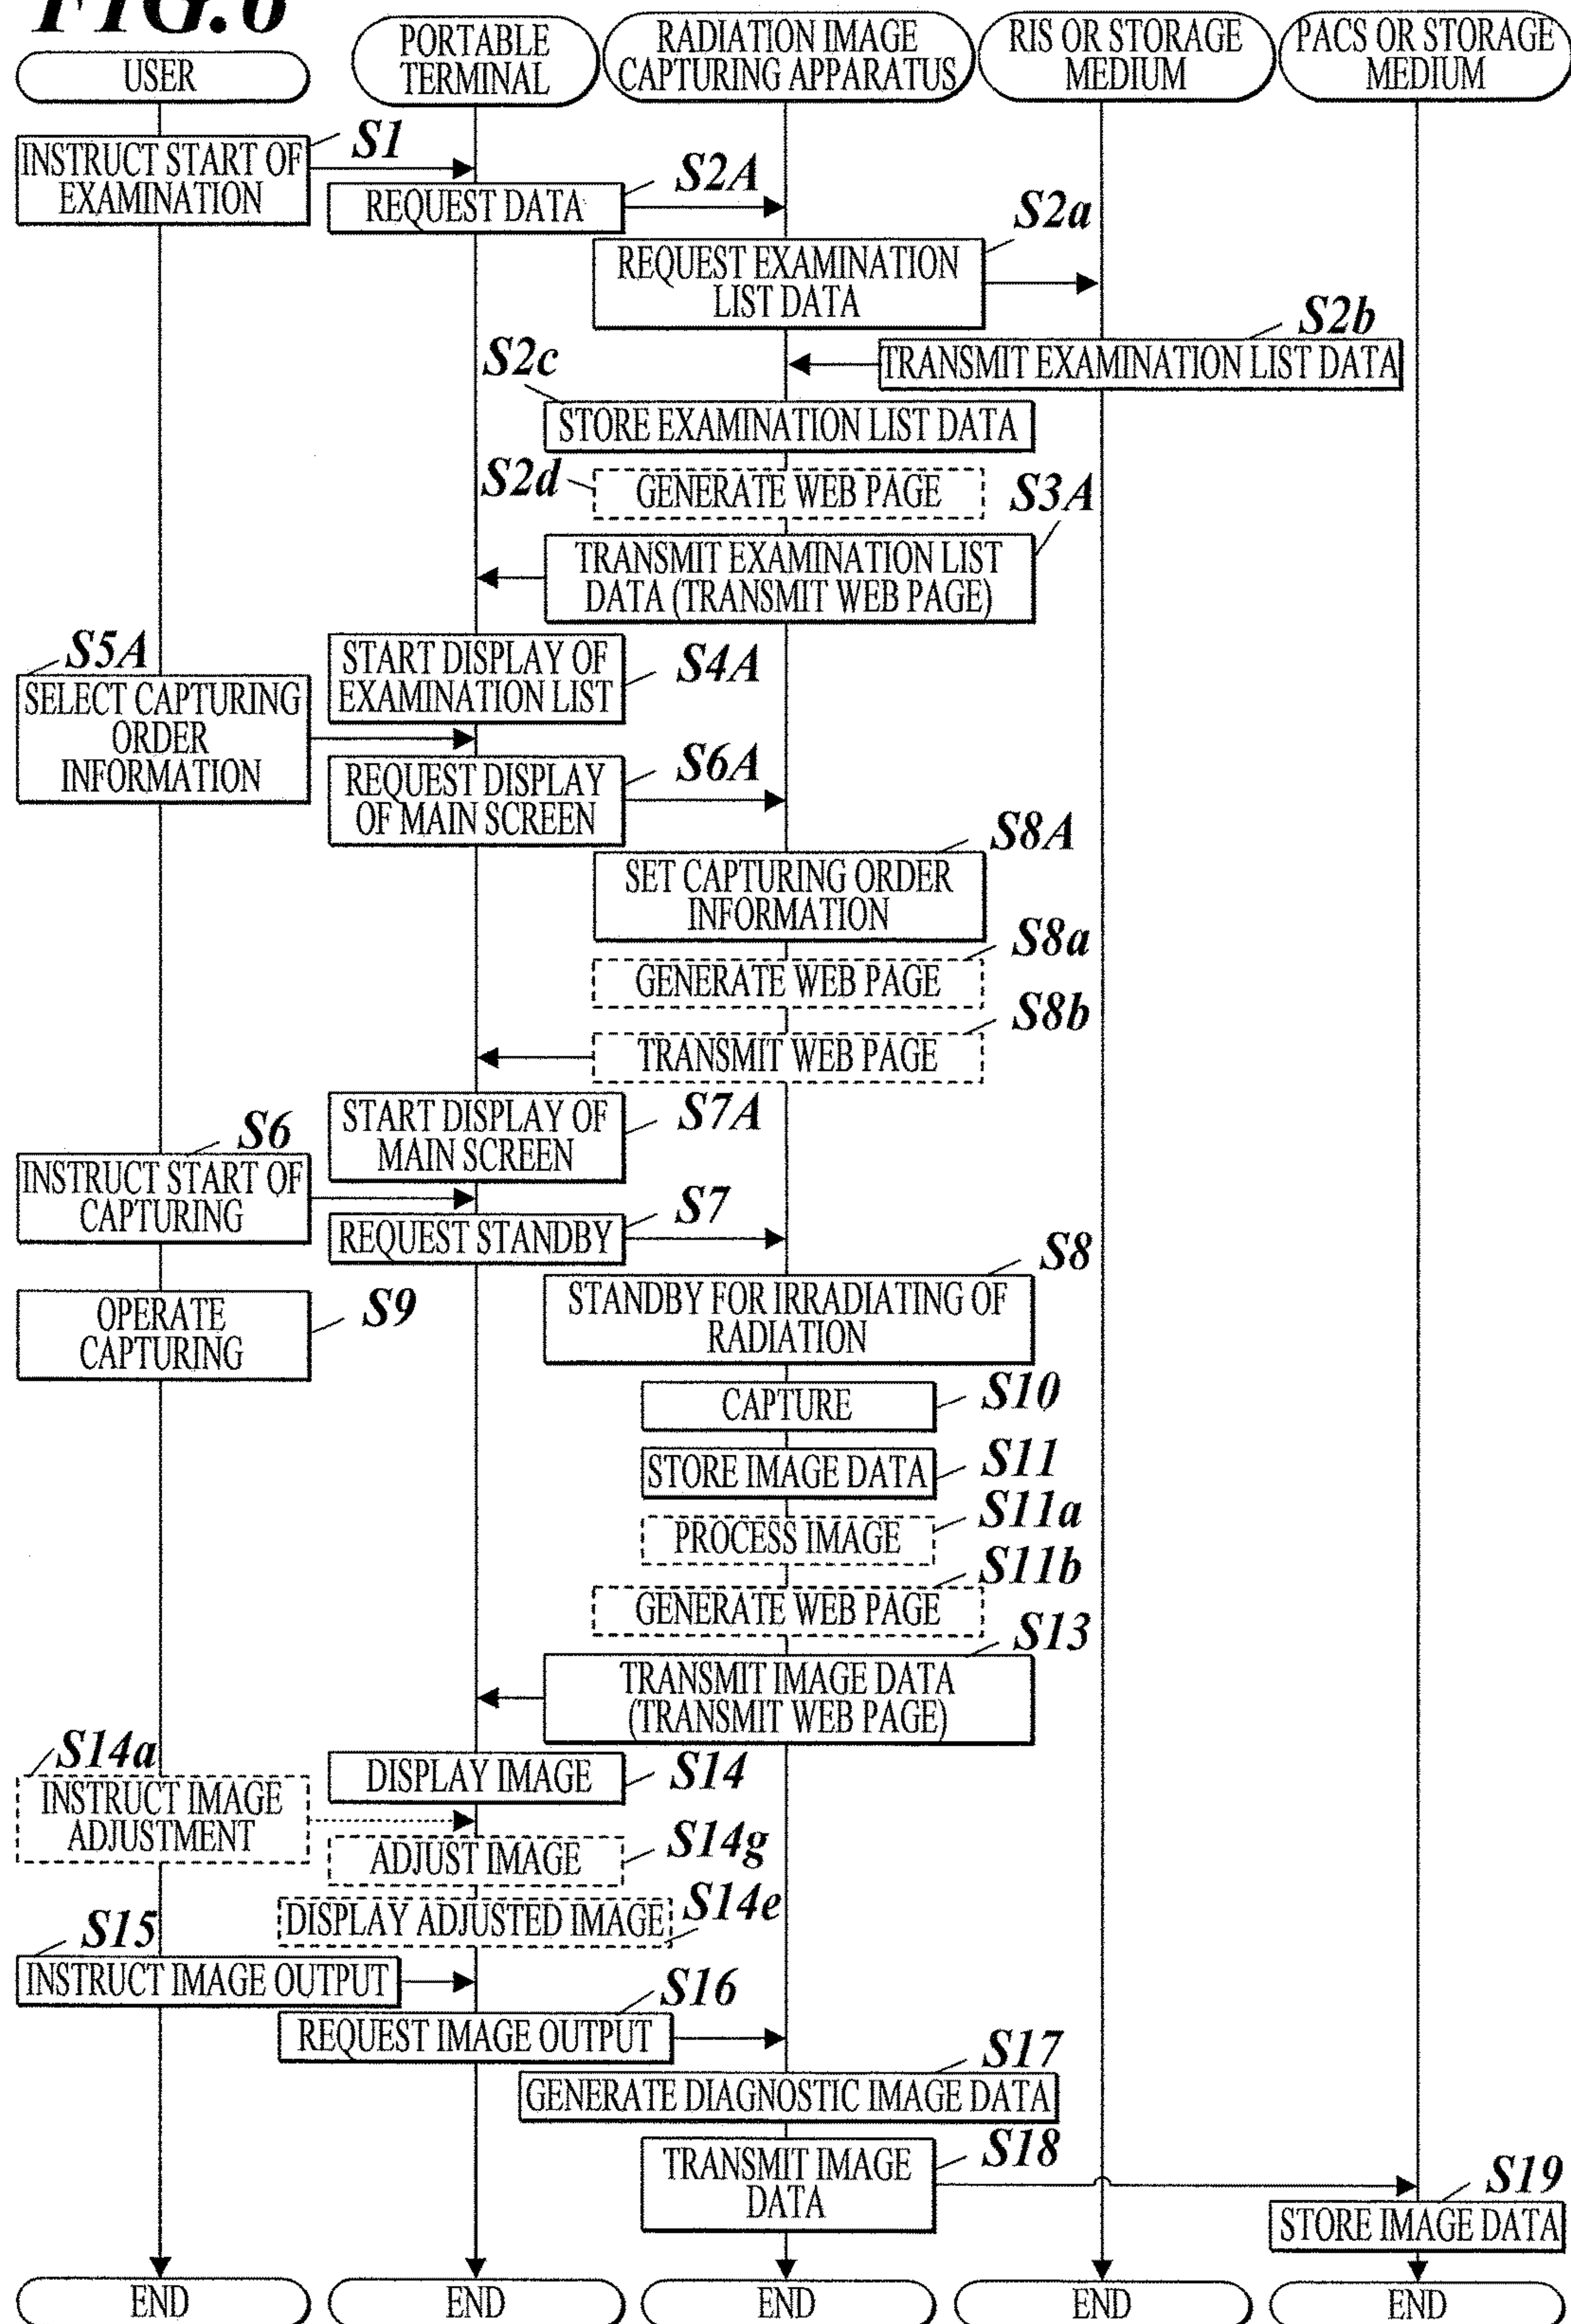 FIG.6
USER
PORTABLE
TERMINAL
RADIATION IMAGE
CAPTURING APPARATUS
RIS OR STORAGE
MEDIUM
PACS OR STORAGE
MEDIUM
S1
INSTRUCT START OF
EXAMINATION
S2A
REQUEST DATA
S2a
REQUEST EXAMINATION
LIST DATA
S2b
TRANSMIT EXAMINATION LIST DATA
S2c
STORE EXAMINATION LIST DATA
S2d
GENERATE WEB PAGE
S3A
TRANSMIT EXAMINATION LIST
DATA (TRANSMIT WEB PAGE)
START DISPLAY OF
EXAMINATION LIST
S4A
S5A
SELECT CAPTURING
ORDER
INFORMATION
REQUEST DISPLAY
OF MAIN SCREEN
S6A
S8A
SET CAPTURING ORDER
INFORMATION
S8a
GENERATE WEB PAGE
S8b
TRANSMIT WEB PAGE
START DISPLAY OF
MAIN SCREEN
S7A
S6
INSTRUCT START OF
CAPTURING
S7
REQUEST STANDBY
S8
STANDBY FOR IRRADIATING OF
RADIATION
OPERATE
CAPTURING
S9
CAPTURE
S10
STORE IMAGE DATA
S11
PROCESS IMAGE
S11a
GENERATE WEB PAGE
S11b
S13
TRANSMIT IMAGE DATA
(TRANSMIT WEB PAGE)
DISPLAY IMAGE
S14
S14a
INSTRUCT IMAGE
ADJUSTMENT
ADJUST IMAGE
S14g
DISPLAY ADJUSTED IMAGE
S14e
S15
INSTRUCT IMAGE OUTPUT
S16
REQUEST IMAGE OUTPUT
S17
GENERATE DIAGNOSTIC IMAGE DATA
TRANSMIT IMAGE
DATA
S18
S19
STORE IMAGE DATA
END
END
END
END
END